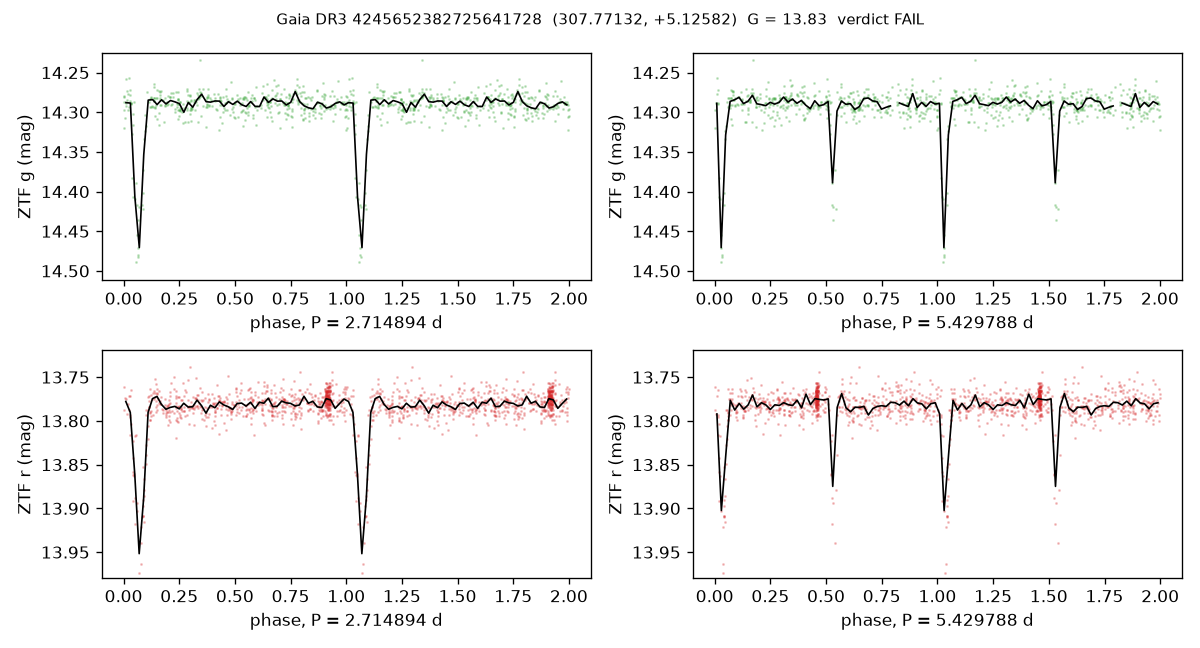 Gaia DR3 4245652382725641728 (307.77132, +5.12582) G = 13.83 verdict FAIL
ZTF g (mag)
14.25
14.30
14.35
14.40
14.45
14.50
0.00 0.25 0.50 0.75 1.00 1.25 1.50 1.75 2.00
phase, P = 2.714894 d
ZTF g (mag)
14.25
14.30
14.35
14.40
14.45
14.50
0.00 0.25 0.50 0.75 1.00 1.25 1.50 1.75 2.00
phase, P = 5.429788 d
ZTF r (mag)
13.75
13.80
13.85
13.90
13.95
0.00 0.25 0.50 0.75 1.00 1.25 1.50 1.75 2.00
phase, P = 2.714894 d
ZTF r (mag)
13.75
13.80
13.85
13.90
13.95
0.00 0.25 0.50 0.75 1.00 1.25 1.50 1.75 2.00
phase, P = 5.429788 d